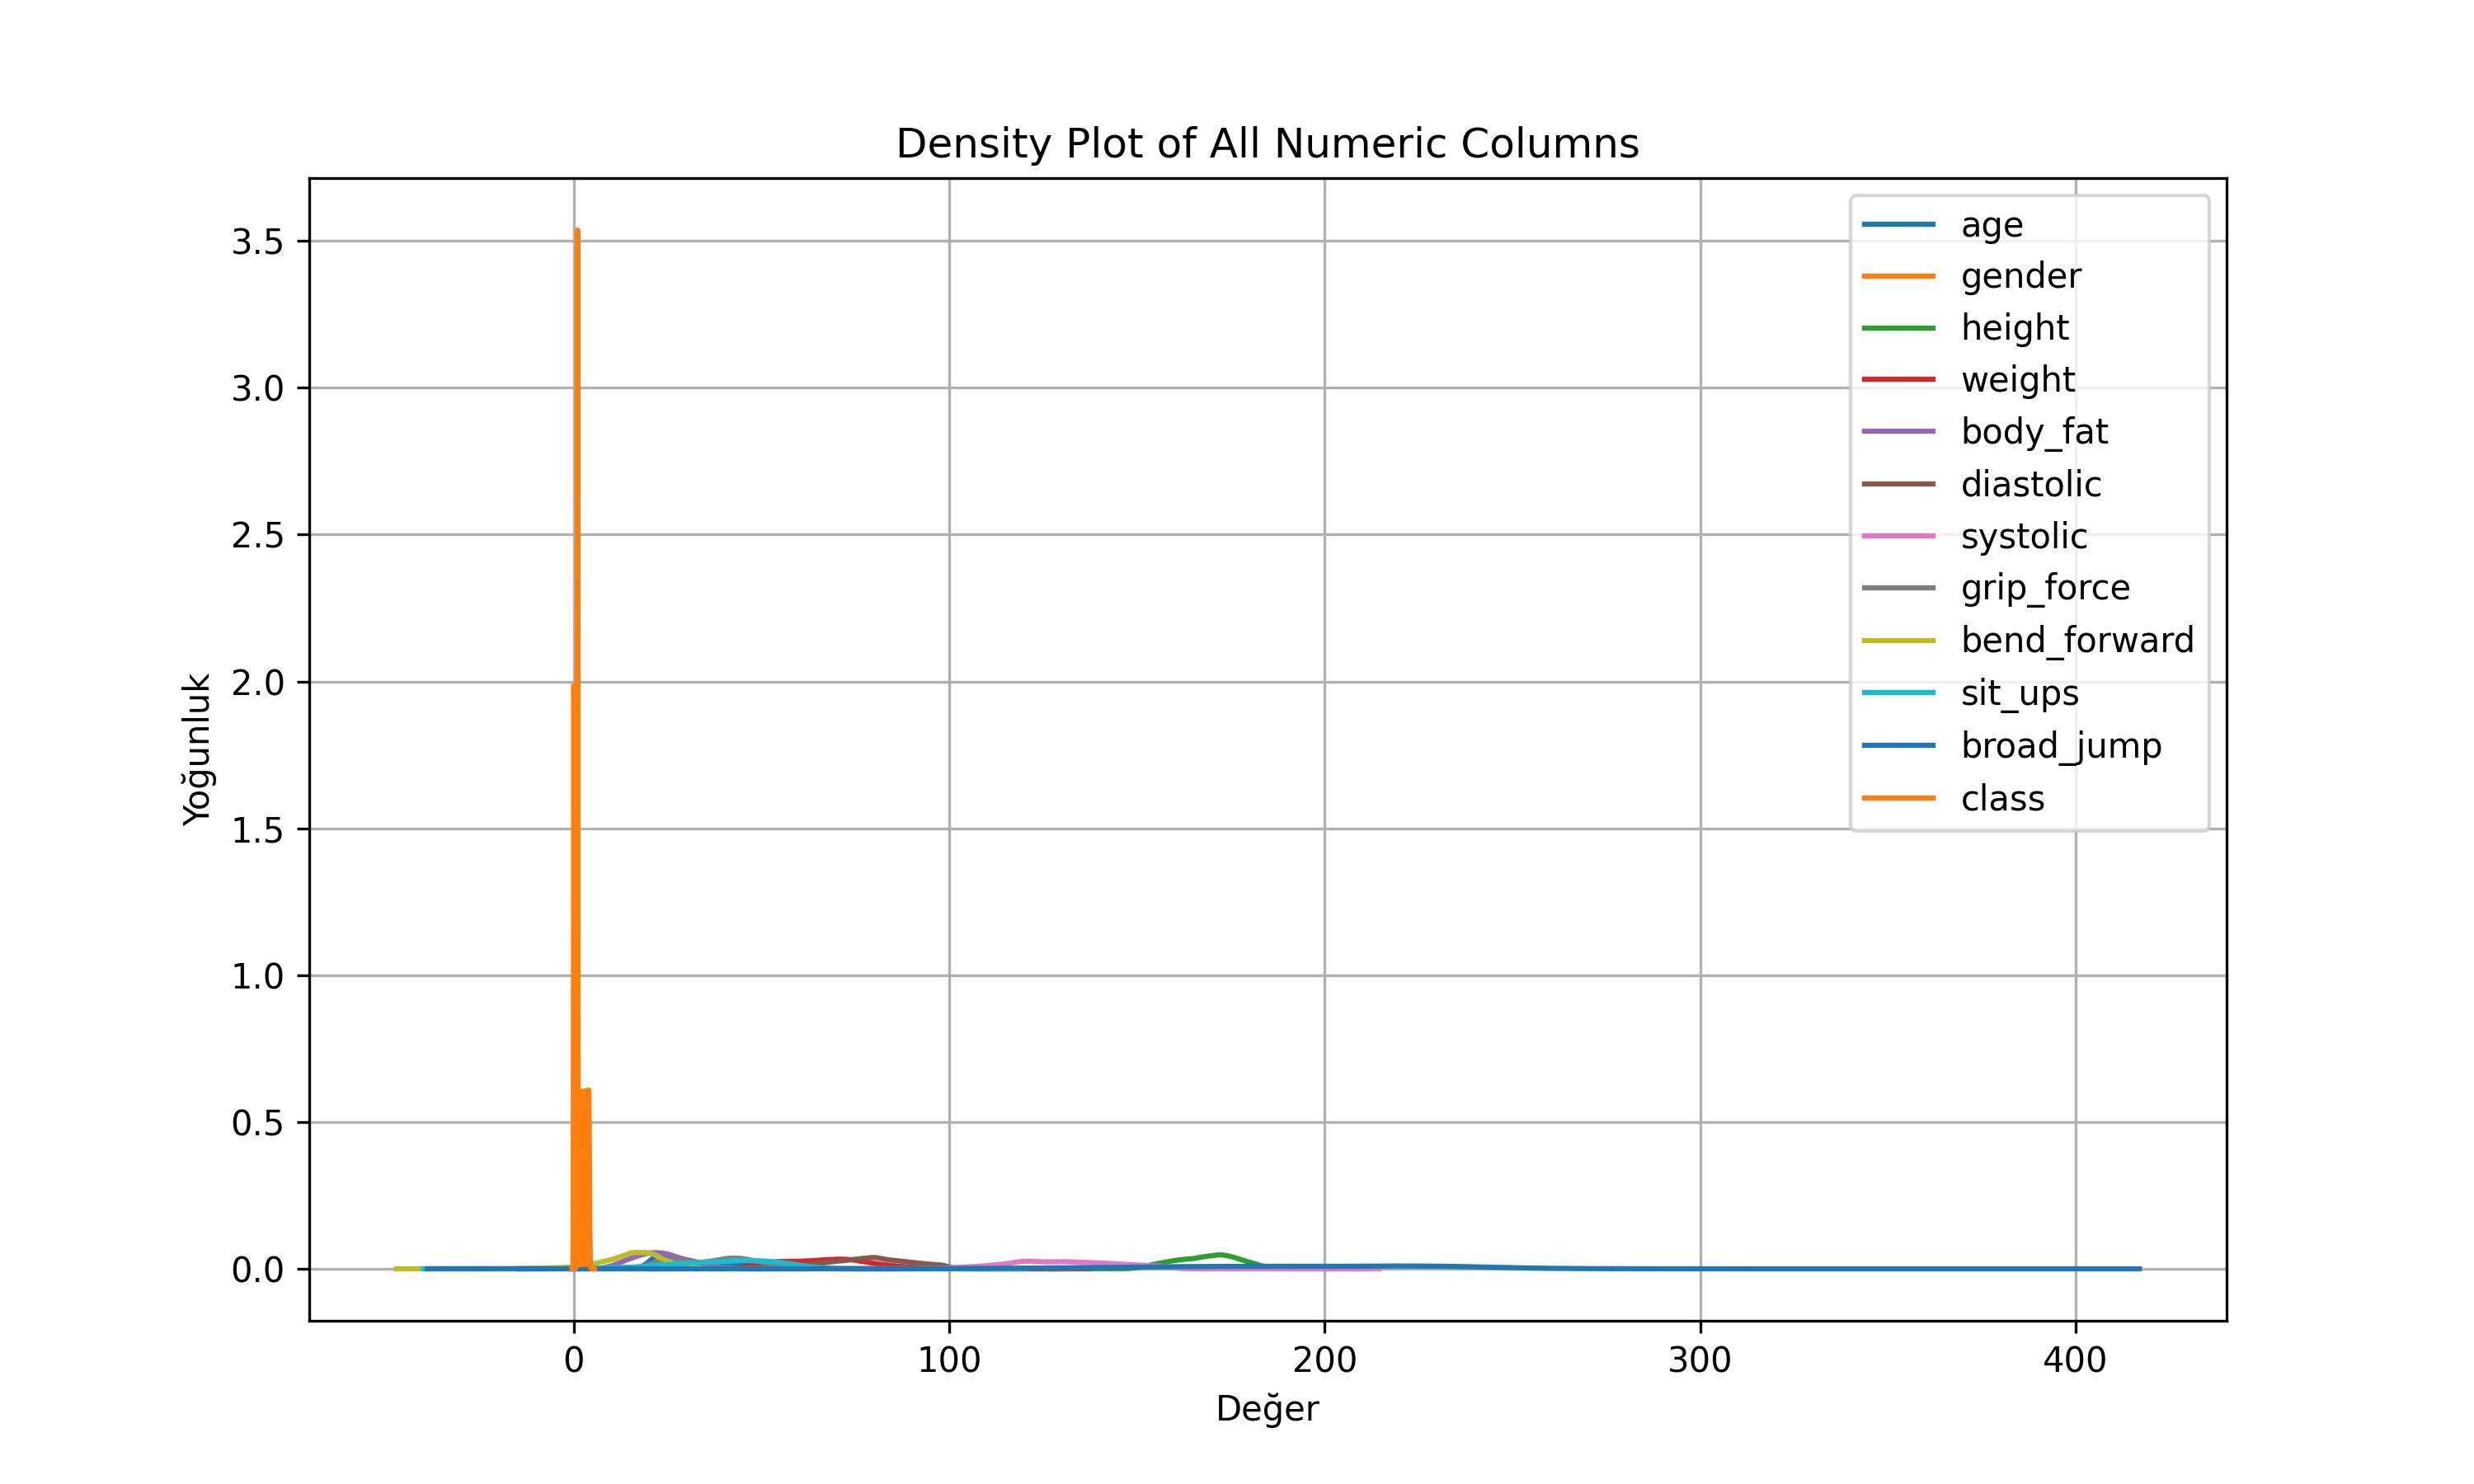 Density Plot of All Numeric Columns
3.5
3.0
2.5
2.0
1.5
1.0
0.5
0.0
Yoğunluk
0
100
200
300
400
Değer
age
gender
height
weight
body_fat
diastolic
systolic
grip_force
bend_forward
sit_ups
broad_jump
class